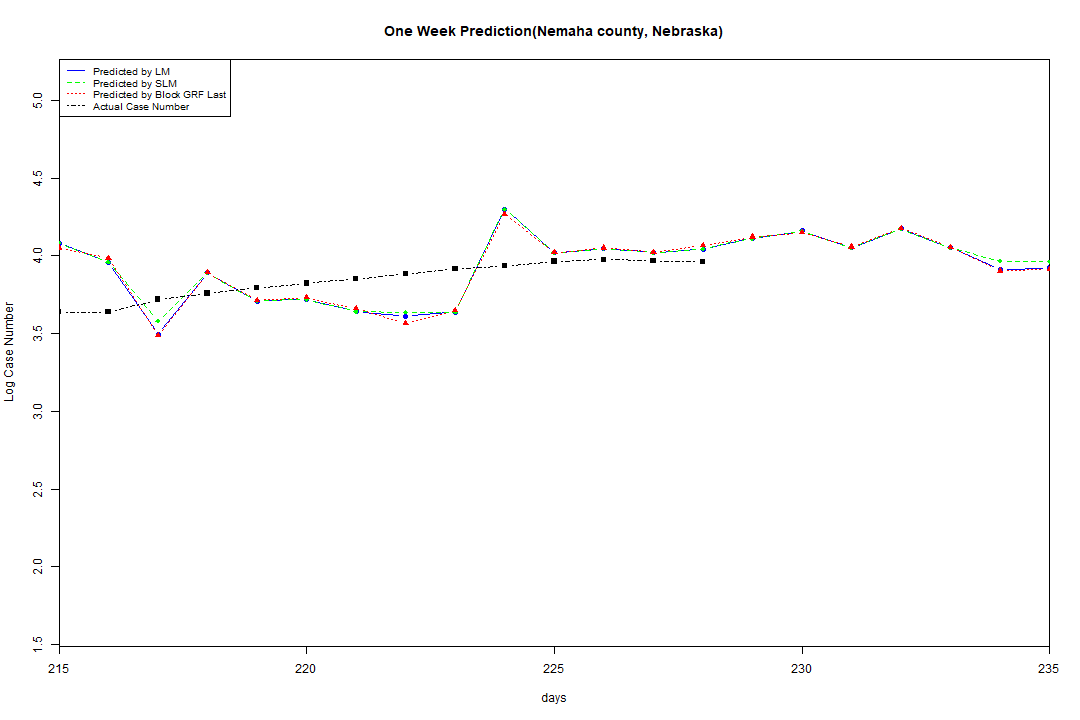 One Week Prediction(Nemaha county, Nebraska)
Predicted by LM
Predicted by SLM
Predicted by Block GRF Last
Actual Case Number
5.0
4.5
4.0
3.5
3.0
2.5
2.0
1.5
Log Case Number
215 220 225 230 235
days